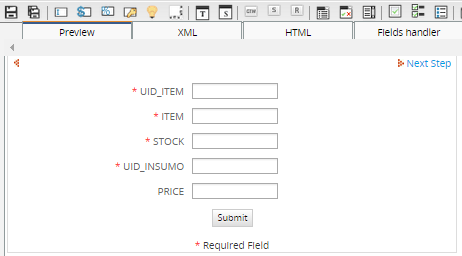 Preview XML HTML Fields handler
Next Step
* UID_ITEM
* ITEM
* STOCK
* UID_INSUMO
PRICE
Submit
* Required Field